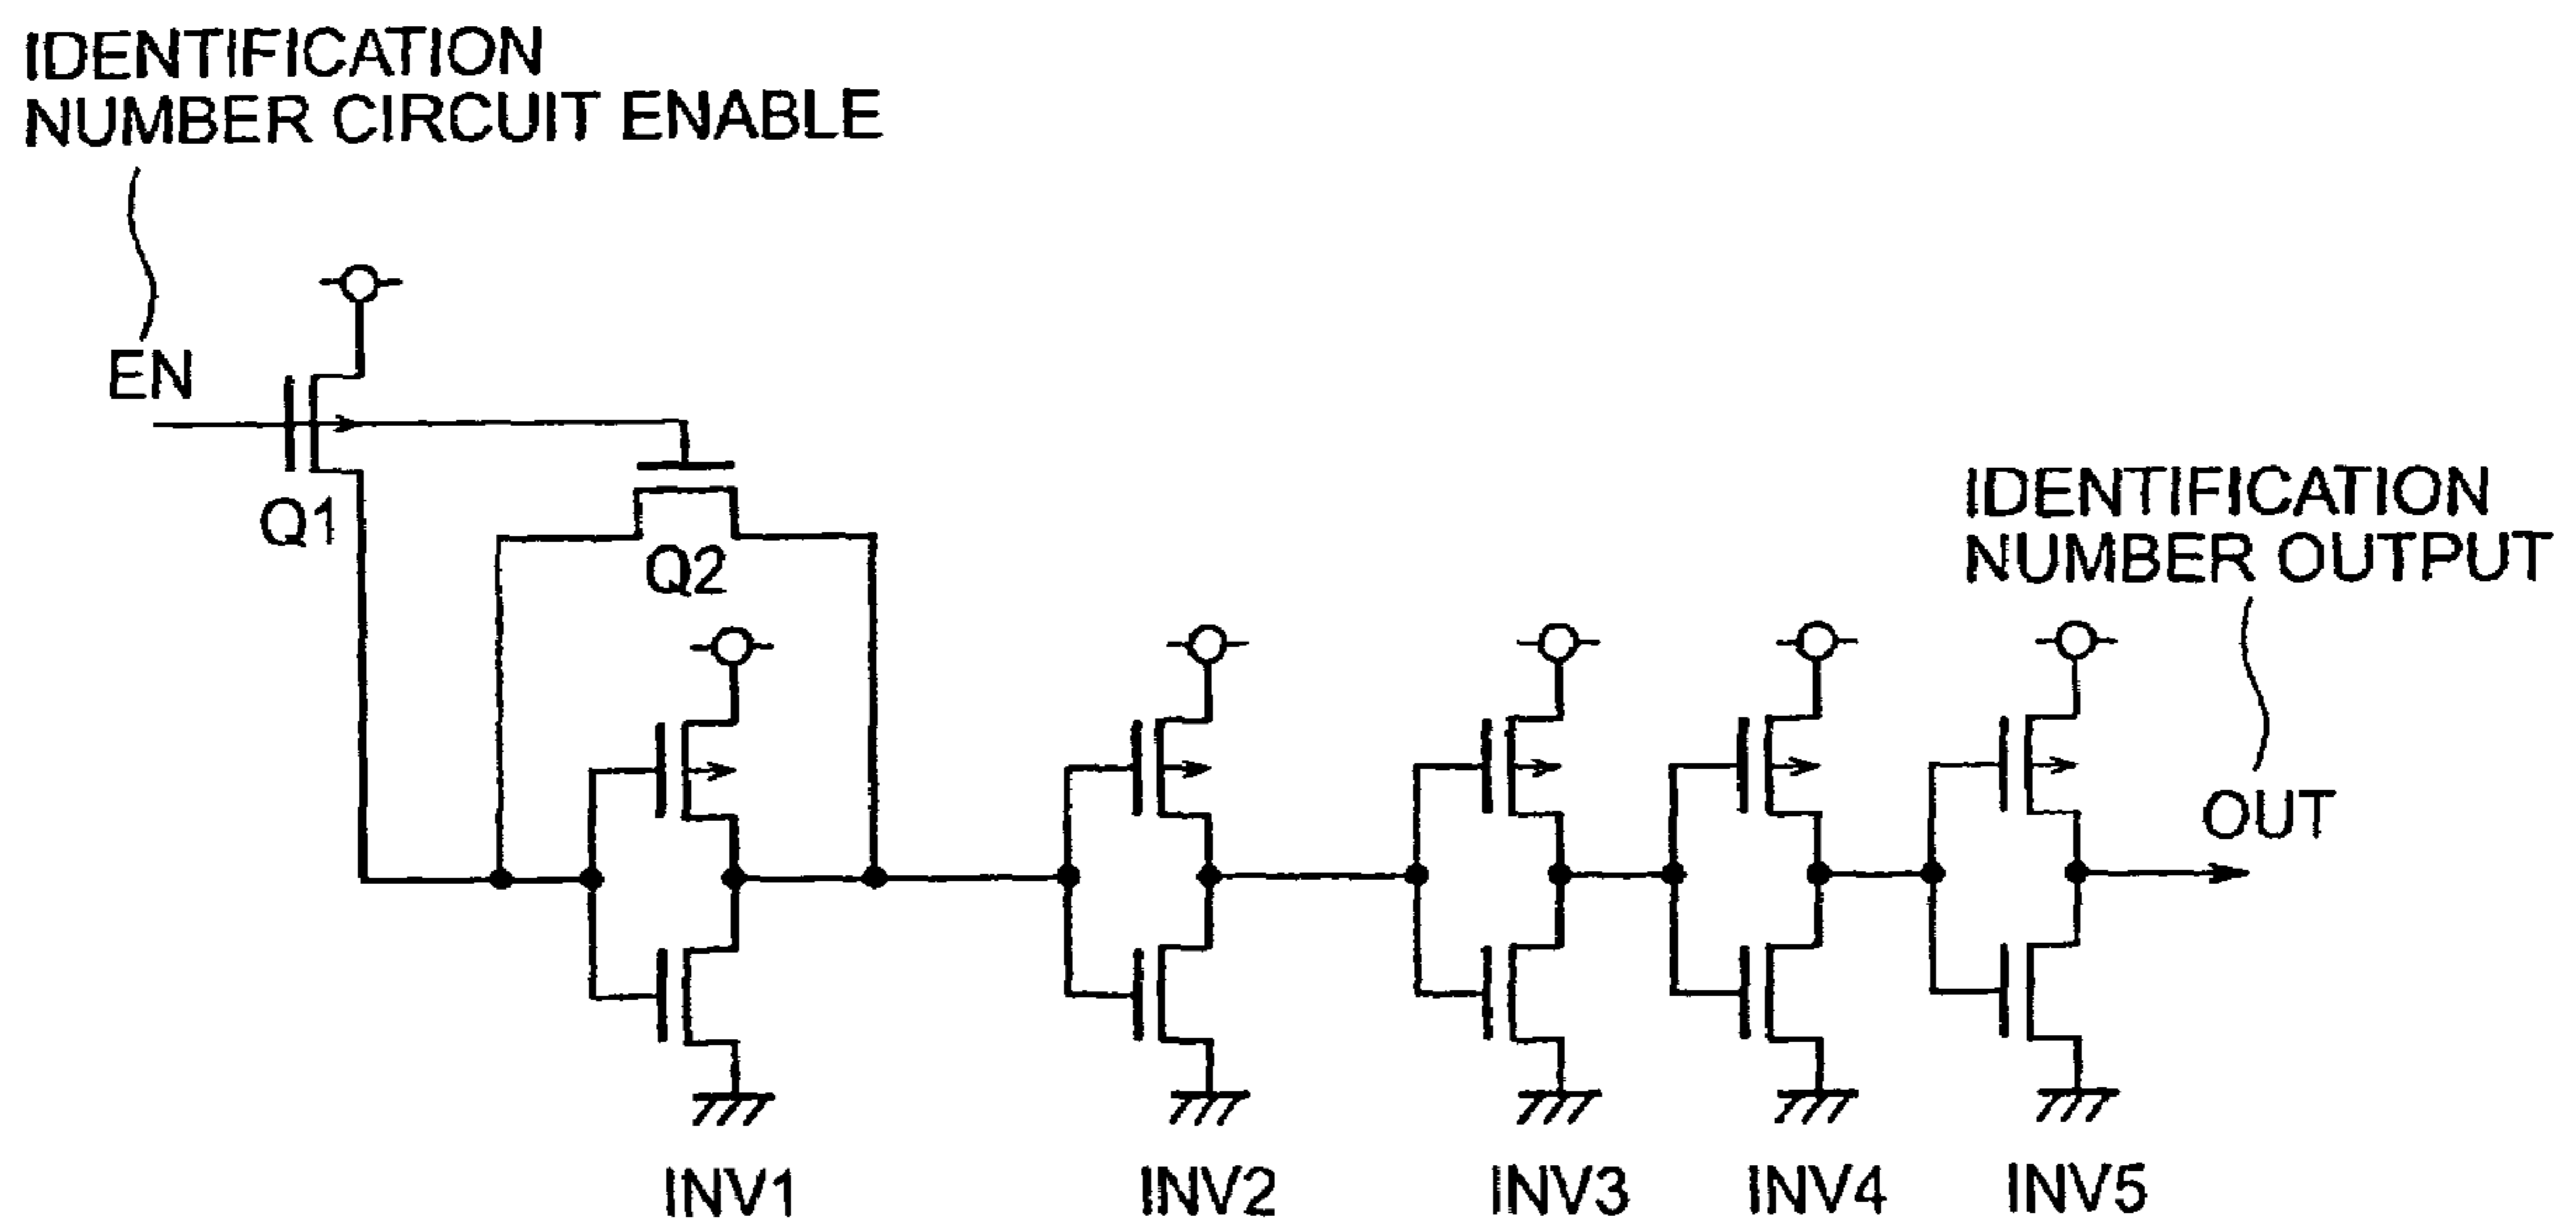 IDENTIFICATION
NUMBER CIRCUIT ENABLE
EN
Q1
Q2
IDENTIFICATION
NUMBER OUTPUT
OUT
INV1
INV2
INV3
INV4
INV5